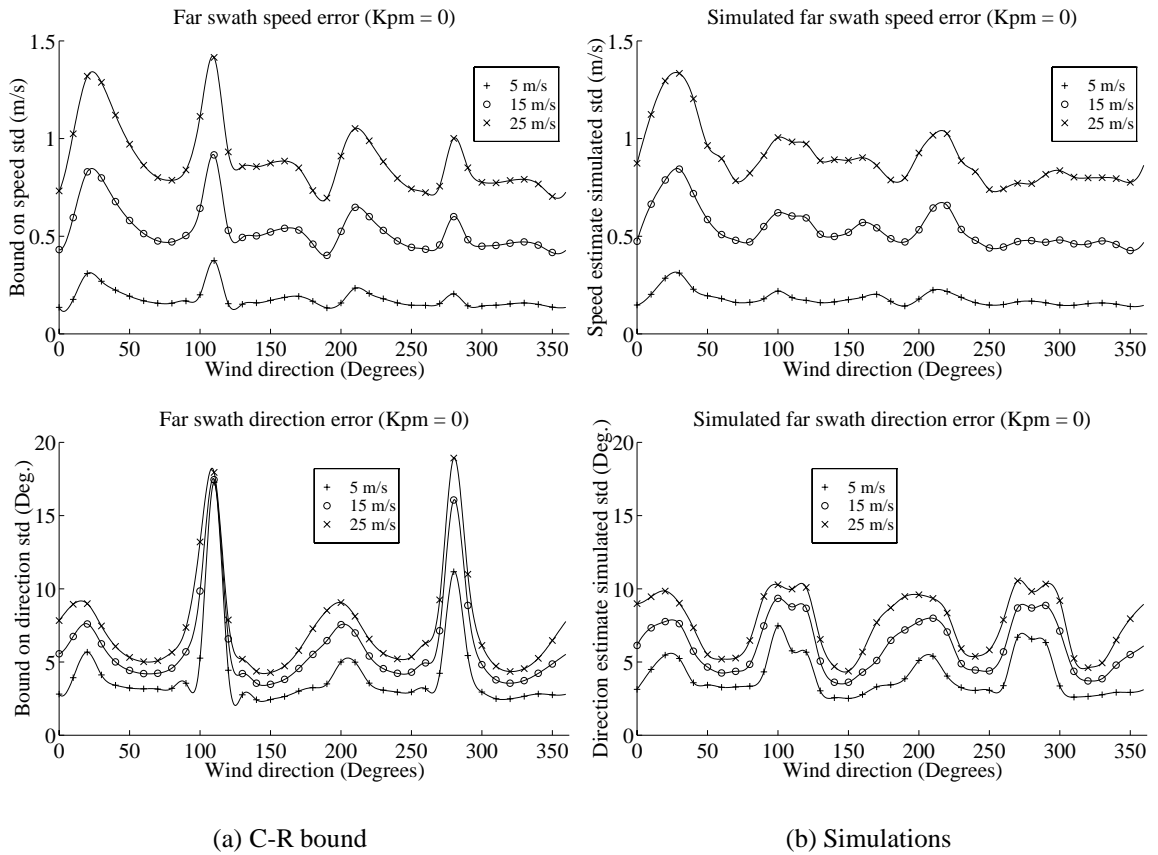 Far swath speed error (Kpm = 0)
Bound on speed std (m/s)
1.5
1
0.5
0
5 m/s
15 m/s
25 m/s
0 50 100 150 200 250 300 350
Wind direction (Degrees)
Simulated far swath speed error (Kpm = 0)
Speed estimate simulated std (m/s)
1.5
1
0.5
0
5 m/s
15 m/s
25 m/s
0 50 100 150 200 250 300 350
Wind direction (Degrees)
Far swath direction error (Kpm = 0)
Bound on direction std (Deg.)
20
15
10
5
0
5 m/s
15 m/s
25 m/s
0 50 100 150 200 250 300 350
Wind direction (Degrees)
Simulated far swath direction error (Kpm = 0)
Direction estimate simulated std (Deg.)
20
15
10
5
0
5 m/s
15 m/s
25 m/s
0 50 100 150 200 250 300 350
Wind direction (Degrees)
(a) C-R bound
(b) Simulations